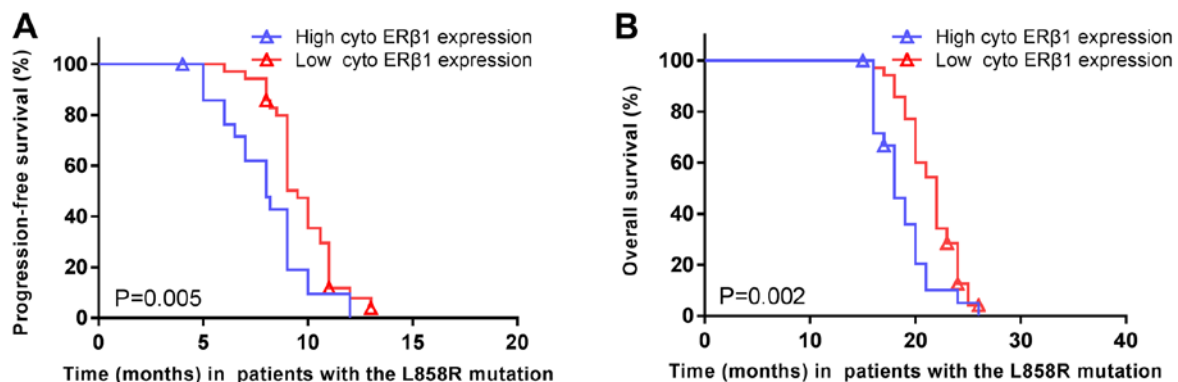 A
High cyto ERβ1 expression
Low cyto ERβ1 expression
Progression-free survival (%)
100
80
60
40
20
0
P=0.005
0 5 10 15 20
Time (months) in patients with the L858R mutation
B
High cyto ERβ1 expression
Low cyto ERβ1 expression
Overall survival (%)
100
80
60
40
20
0
P=0.002
0 10 20 30 40
Time (months) in patients with the L858R mutation